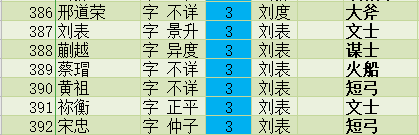 386 邢道荣 字 不详 3 刘度 大斧
387 刘表 字 景升 3 刘表 文士
388 蒯越 字 异度 3 刘表 谋士
389 蔡瑁 字 不详 3 刘表 火船
390 黄祖 字 不详 3 刘表 短弓
391 祢衡 字 正平 3 刘表 文士
392 宋忠 字 仲子 3 刘表 短弓